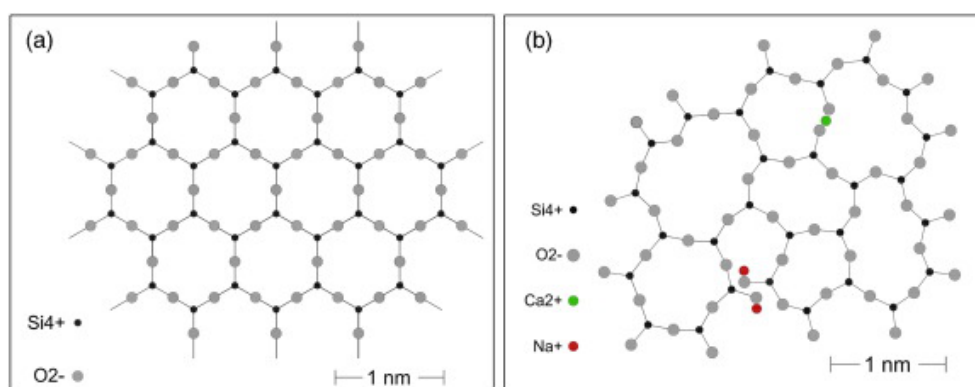 (a)
Si4+
O2-
1 nm
(b)
Si4+
O2-
Ca2+
Na+
1 nm